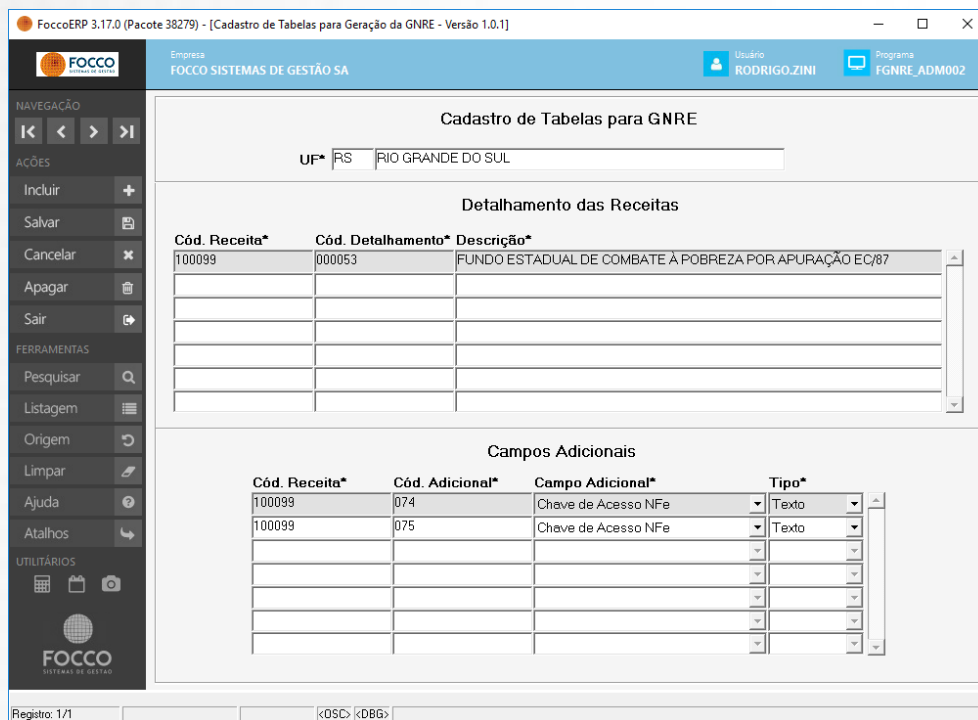 FoccoERP 3.17.0 (Pacote 38279) - [Cadastro de Tabelas para Geração da GNRE - Versão 1.0.1]
FOCCO
SISTEMAS DE GESTÃO
Empresa
FOCCO SISTEMAS DE GESTÃO SA
Usuário
RODRIGO.ZINI
Programa
FGNRE_ADM002
NAVEGAÇÃO
AÇÕES
Incluir
Salvar
Cancelar
Apagar
Sair
FERRAMENTAS
Pesquisar
Listagem
Origem
Limpar
Ajuda
Atalhos
UTILITÁRIOS
FOCCO
SISTEMAS DE GESTÃO
Cadastro de Tabelas para GNRE
UF* RS RIO GRANDE DO SUL
Detalhamento das Receitas
Cód. Receita* Cód. Detalhamento* Descrição*
100099 000053 FUNDO ESTADUAL DE COMBATE À POBREZA POR APURAÇÃO EC/87
Campos Adicionais
Cód. Receita* Cód. Adicional* Campo Adicional* Tipo*
100099 074 Chave de Acesso NFe Texto
100099 075 Chave de Acesso NFe Texto
Registro: 1/1 <OSC> <DBG>